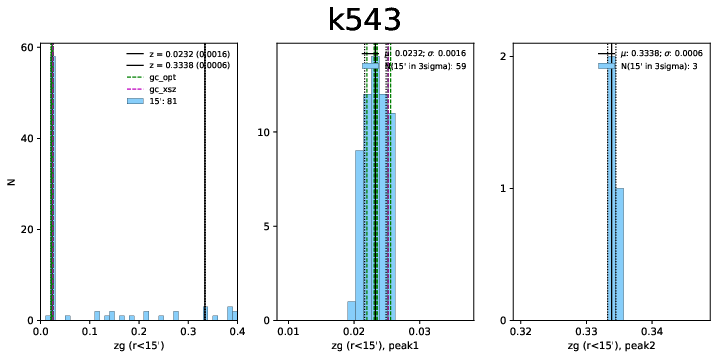 k543
z = 0.0232 (0.0016)
z = 0.3338 (0.0006)
gc_opt
gc_xsz
15': 81
μ: 0.0232; σ: 0.0016
N(15' in 3sigma): 59
μ: 0.3338; σ: 0.0006
N(15' in 3sigma): 3
N
60
40
20
0
0.0 0.1 0.2 0.3 0.4
zg (r<15')
10
5
0
0.01 0.02 0.03
zg (r<15'), peak1
2
1
0
0.32 0.33 0.34
zg (r<15'), peak2